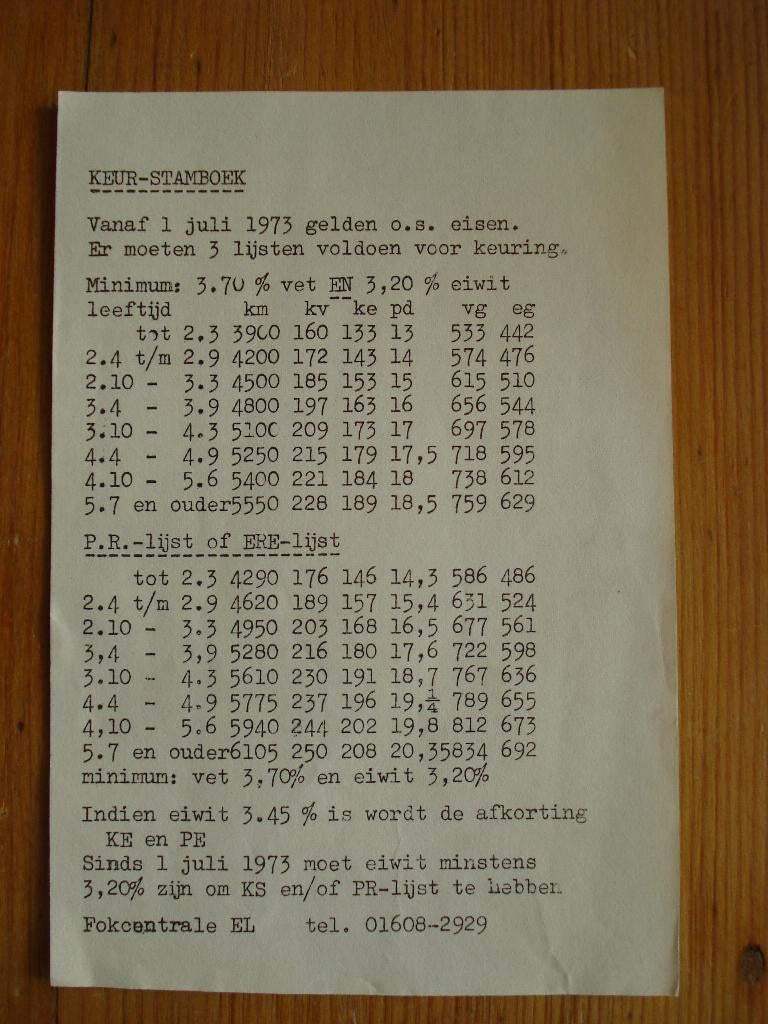 KEUR-STAMBOEK
Vanaf 1 juli 1973 gelden o.s. eisen.
Er moeten 3 lijsten voldoen voor keuring.
Minimum: 3.70 % vet EN 3,20 % eiwit
leeftijd km kv ke pd vg eg
tot 2.3 3900 160 133 13 533 442
2.4 t/m 2.9 4200 172 143 14 574 476
2.10 - 3.3 4500 185 153 15 615 510
3.4 - 3.9 4800 197 163 16 656 544
3.10 - 4.3 5100 209 173 17 697 578
4.4 - 4.9 5250 215 179 17,5 718 595
4.10 - 5.6 5400 221 184 18 738 612
5.7 en ouder5550 228 189 18,5 759 629
P.R.-lijst of ERE-lijst
tot 2.3 4290 176 146 14,3 586 486
2.4 t/m 2.9 4620 189 157 15,4 631 524
2.10 - 3.3 4950 203 168 16,5 677 561
3,4 - 3,9 5280 216 180 17,6 722 598
3.10 - 4.3 5610 230 191 18,7 767 636
4.4 - 4.9 5775 237 196 19,¼ 789 655
4,10 - 5.6 5940 244 202 19,8 812 673
5.7 en ouder6105 250 208 20,35834 692
minimum: vet 3,70% en eiwit 3,20%
Indien eiwit 3.45 % is wordt de afkorting
KE en PE
Sinds 1 juli 1973 moet eiwit minstens
3,20% zijn om KS en/of PR-lijst te hebben.
Fokcentrale EL tel. 01608-2929